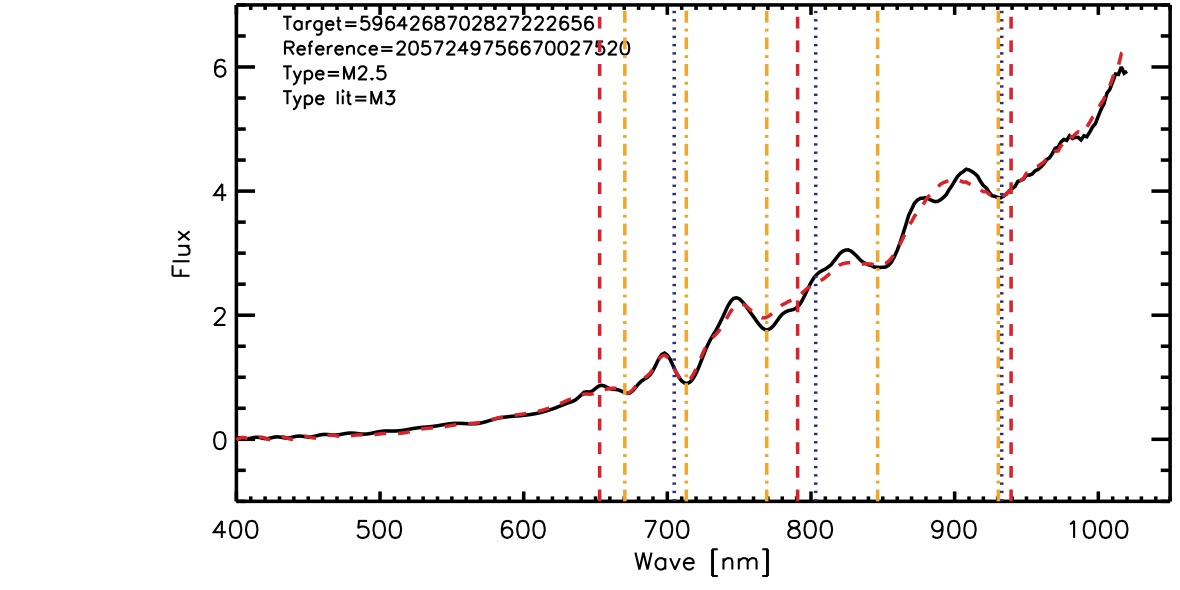 Target=5964268702827222656
Reference=2057249756670027520
Type=M2.5
Type lit=M3
6
4
2
0
Flux
400 500 600 700 800 900 1000
Wave [nm]